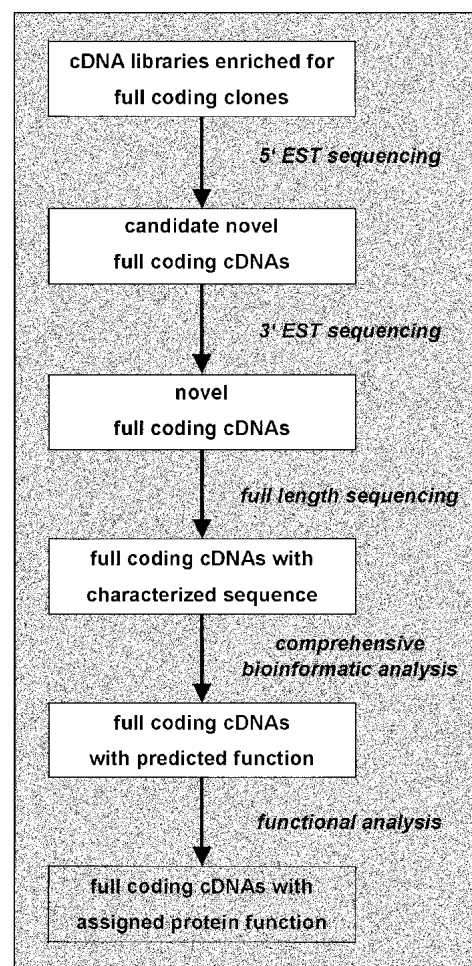 cDNA libraries enriched for
full coding clones
5' EST sequencing
candidate novel
full coding cDNAs
3' EST sequencing
novel
full coding cDNAs
full length sequencing
full coding cDNAs with
characterized sequence
comprehensive
bioinformatic analysis
full coding cDNAs
with predicted function
functional analysis
full coding cDNAs with
assigned protein function